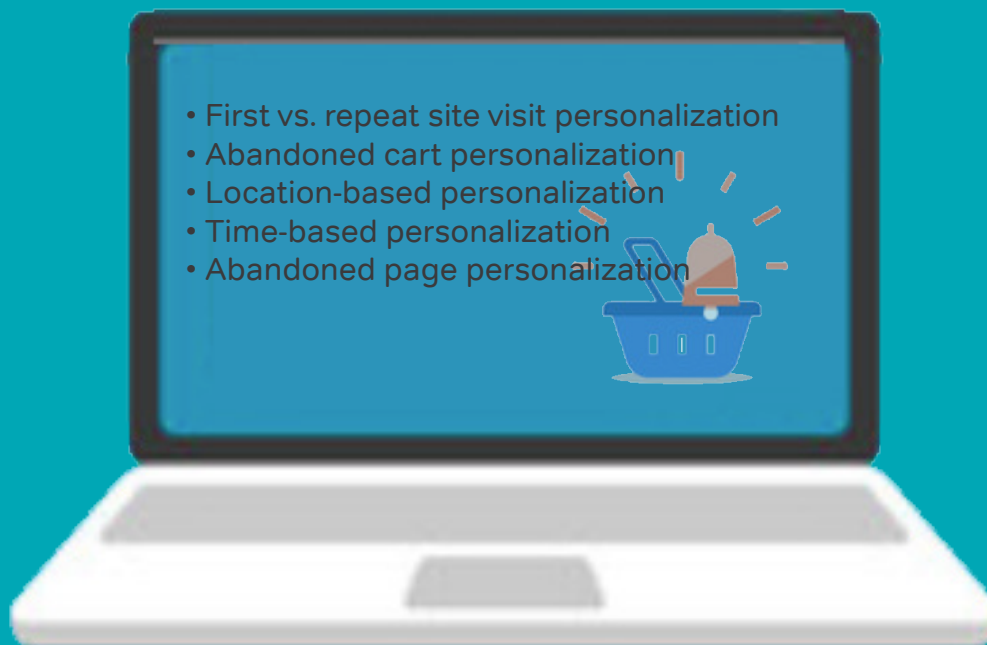 • First vs. repeat site visit personalization
• Abandoned cart personalization
• Location-based personalization
• Time-based personalization
• Abandoned page personalization